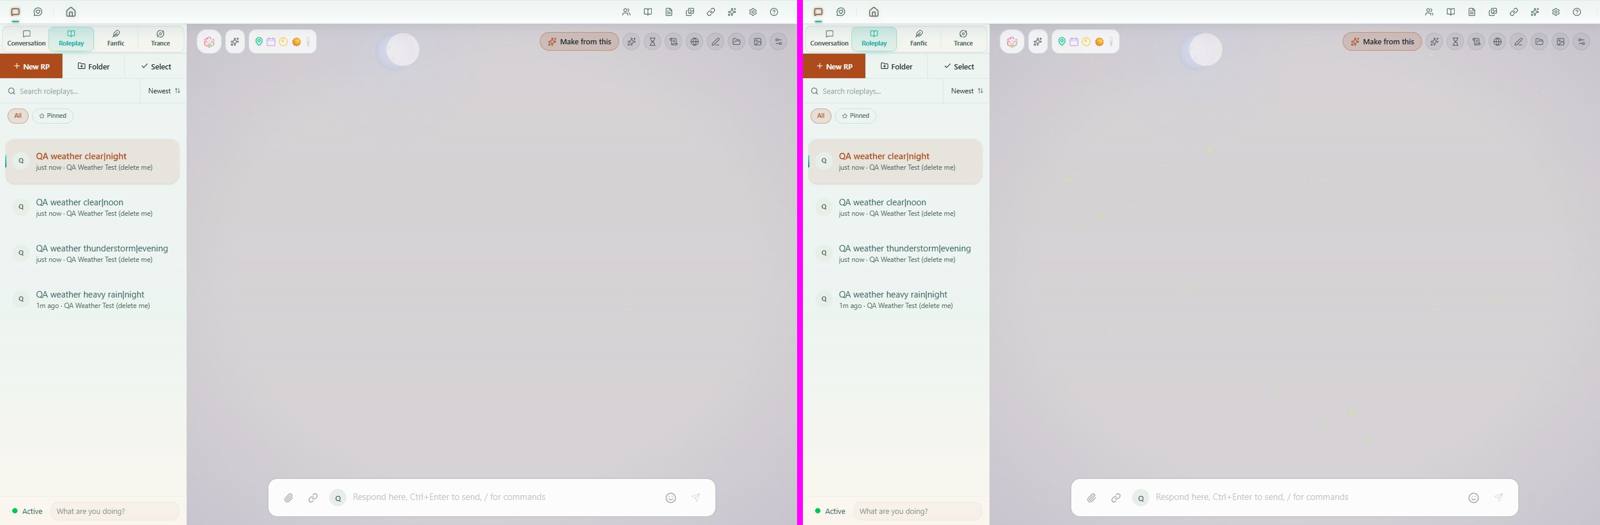 Conversation Roleplay Fanfic Trance
+ New RP Folder Select
Search roleplays... Newest
All Pinned
Q QA weather clear|night
just now · QA Weather Test (delete me)
Q QA weather clear|noon
just now · QA Weather Test (delete me)
Q QA weather thunderstorm|evening
just now · QA Weather Test (delete me)
Q QA weather heavy rain|night
1m ago · QA Weather Test (delete me)
Active What are you doing?
Make from this
Q Respond here, Ctrl+Enter to send, / for commands
Conversation Roleplay Fanfic Trance
+ New RP Folder Select
Search roleplays... Newest
All Pinned
Q QA weather clear|night
just now · QA Weather Test (delete me)
Q QA weather clear|noon
just now · QA Weather Test (delete me)
Q QA weather thunderstorm|evening
just now · QA Weather Test (delete me)
Q QA weather heavy rain|night
1m ago · QA Weather Test (delete me)
Active What are you doing?
Make from this
Q Respond here, Ctrl+Enter to send, / for commands